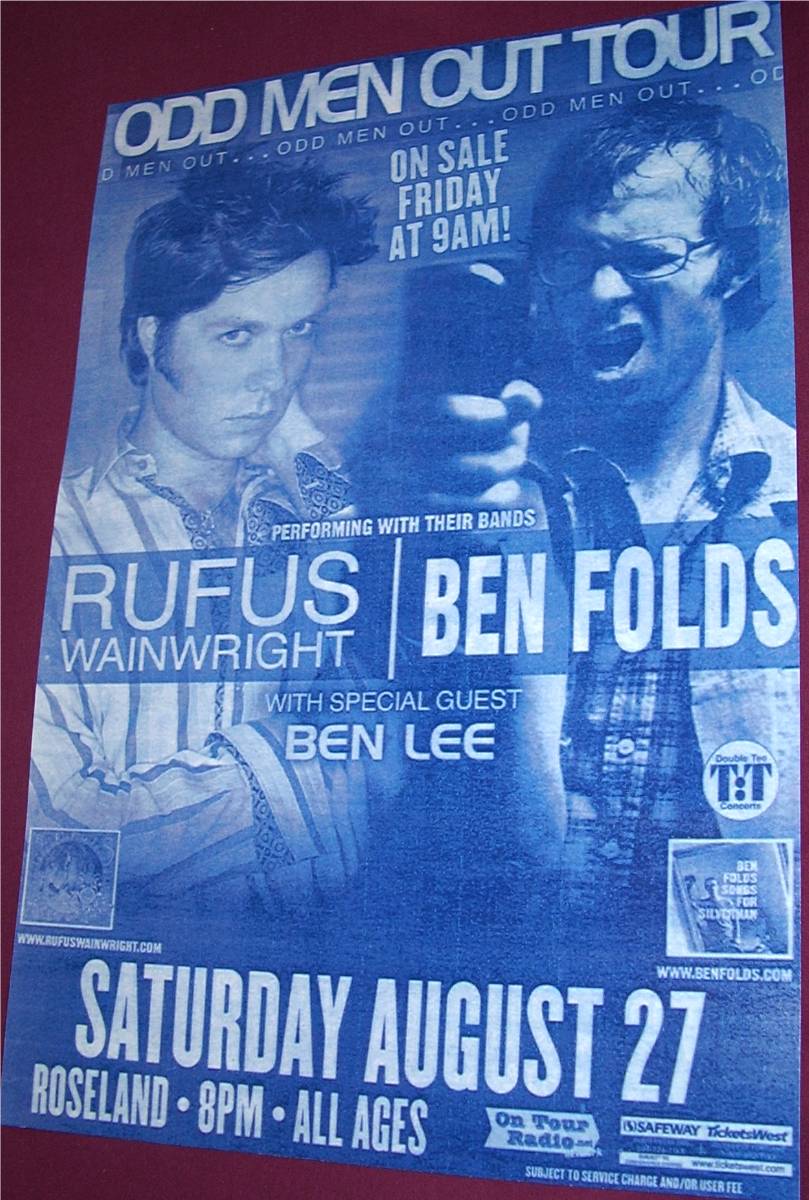 ODD MEN OUT TOUR
D MEN OUT... ODD MEN OUT... ODD MEN OUT... OD
ON SALE
FRIDAY
AT 9AM!
PERFORMING WITH THEIR BANDS
RUFUS
WAINWRIGHT
BEN FOLDS
WITH SPECIAL GUEST
BEN LEE
Double Tee
T:T
Concerts
BEN
FOLDS
SONGS
FOR
SILVERMAN
WWW.RUFUSWAINWRIGHT.COM
WWW.BENFOLDS.COM
SATURDAY AUGUST 27
ROSELAND • 8PM • ALL AGES
On Tour
Radio.net
SAFEWAY TicketsWest
www.ticketswest.com
SUBJECT TO SERVICE CHARGE AND/OR USER FEE